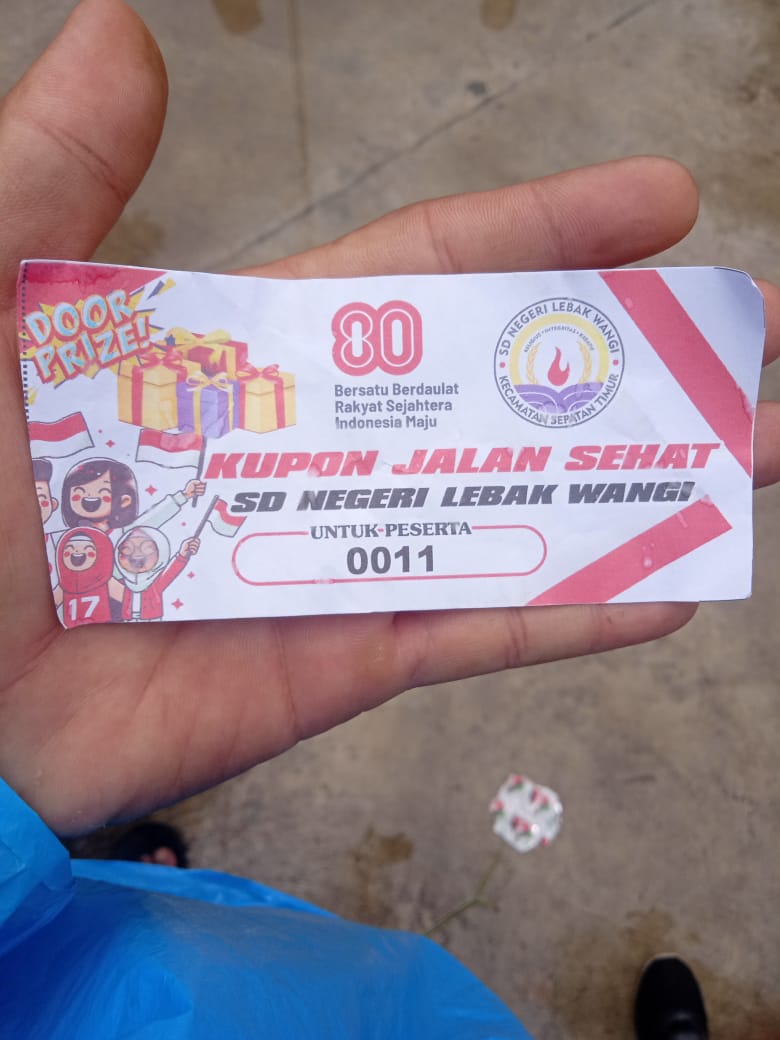 DOOR
PRIZE!
80
Bersatu Berdaulat
Rakyat Sejahtera
Indonesia Maju
SD NEGERI LEBAK WANGI
KECAMATAN SEPATAN TIMUR
KUPON JALAN SEHAT
SD NEGERI LEBAK WANGI
UNTUK PESERTA
0011
17